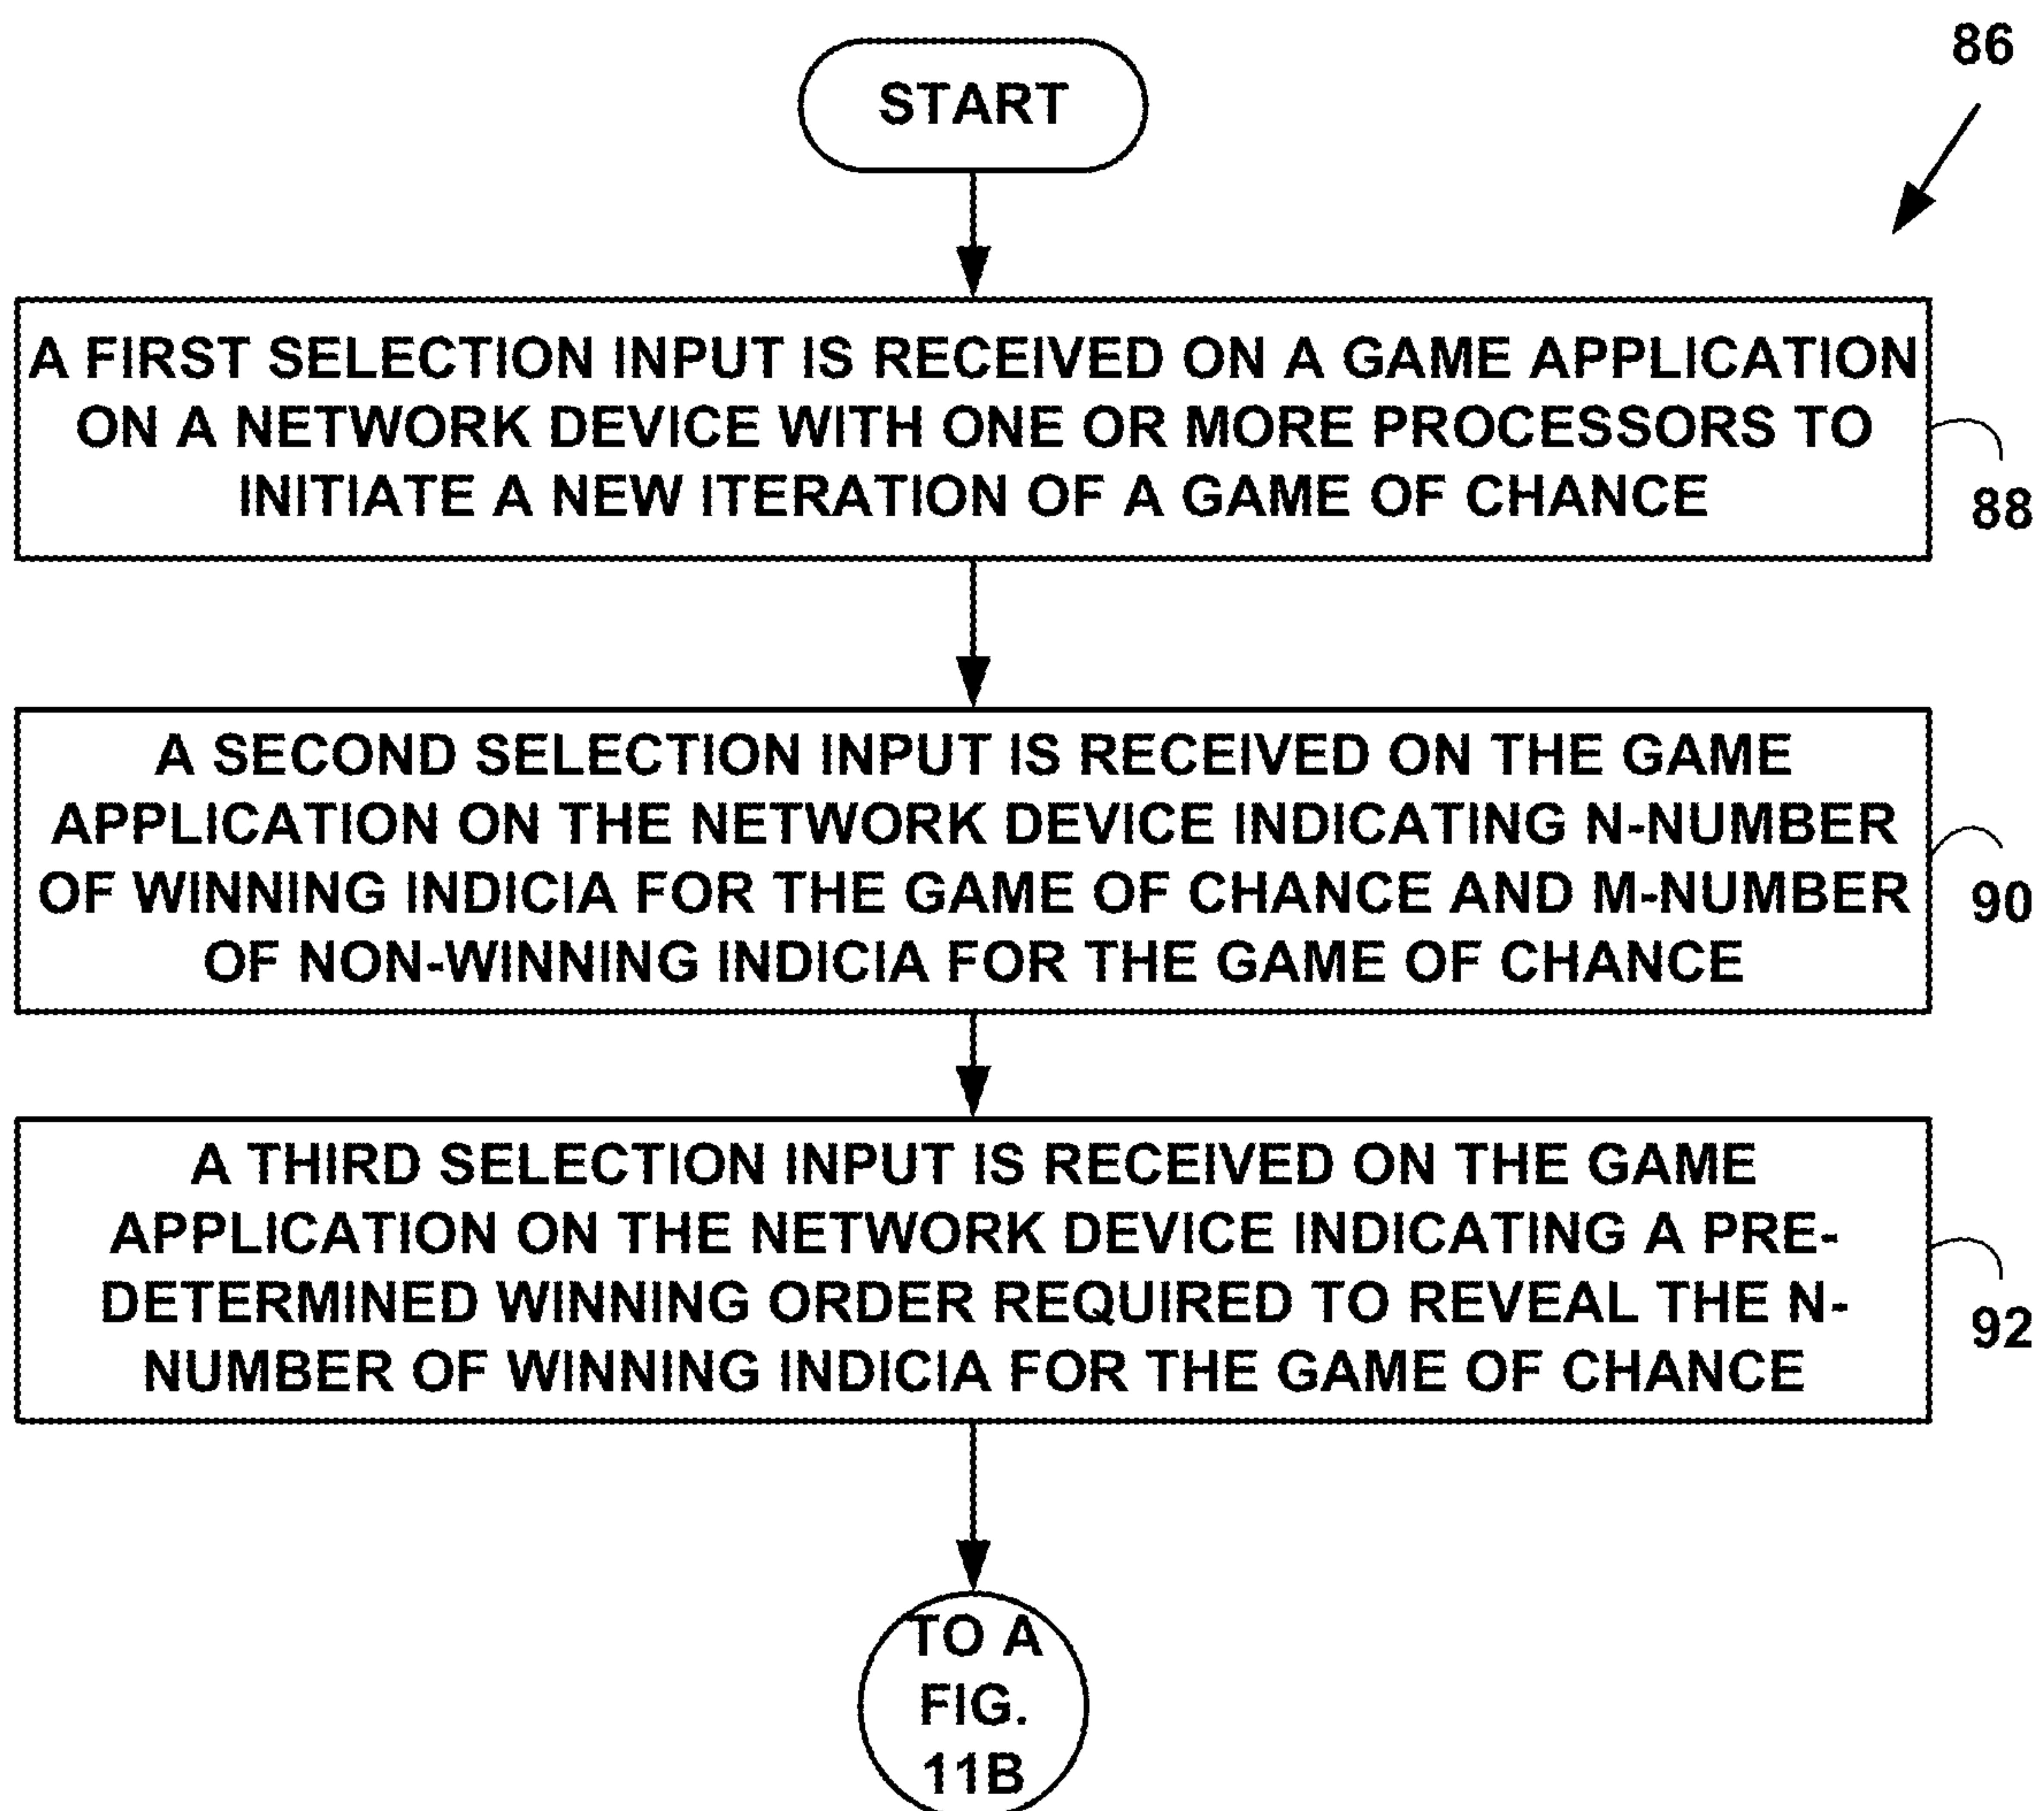 86
START
A FIRST SELECTION INPUT IS RECEIVED ON A GAME APPLICATION
ON A NETWORK DEVICE WITH ONE OR MORE PROCESSORS TO
INITIATE A NEW ITERATION OF A GAME OF CHANCE
88
A SECOND SELECTION INPUT IS RECEIVED ON THE GAME
APPLICATION ON THE NETWORK DEVICE INDICATING N-NUMBER
OF WINNING INDICIA FOR THE GAME OF CHANCE AND M-NUMBER
OF NON-WINNING INDICIA FOR THE GAME OF CHANCE
90
A THIRD SELECTION INPUT IS RECEIVED ON THE GAME
APPLICATION ON THE NETWORK DEVICE INDICATING A PRE-
DETERMINED WINNING ORDER REQUIRED TO REVEAL THE N-
NUMBER OF WINNING INDICIA FOR THE GAME OF CHANCE
92
TO A
FIG.
11B